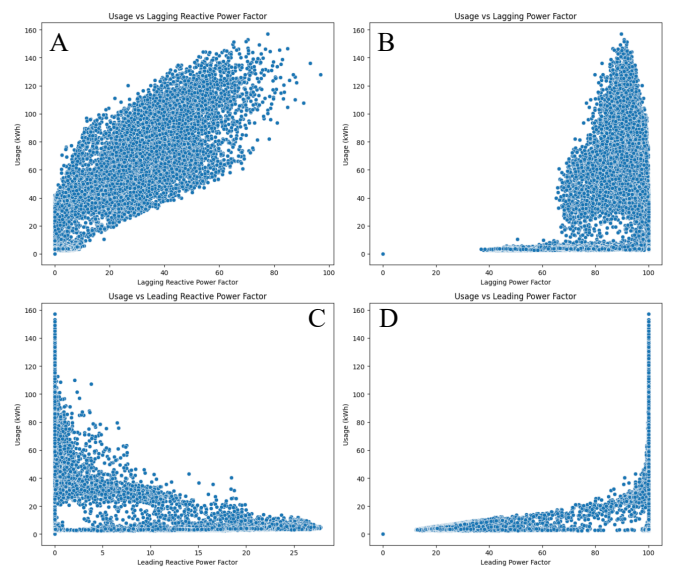 Usage vs Lagging Reactive Power Factor
A
Usage (kWh)
160
140
120
100
80
60
40
20
0
0 20 40 60 80 100
Lagging Reactive Power Factor
Usage vs Lagging Power Factor
B
Usage (kWh)
160
140
120
100
80
60
40
20
0
0 20 40 60 80 100
Lagging Power Factor
Usage vs Leading Reactive Power Factor
C
Usage (kWh)
160
140
120
100
80
60
40
20
0
0 5 10 15 20 25
Leading Reactive Power Factor
Usage vs Leading Power Factor
D
Usage (kWh)
160
140
120
100
80
60
40
20
0
0 20 40 60 80 100
Leading Power Factor